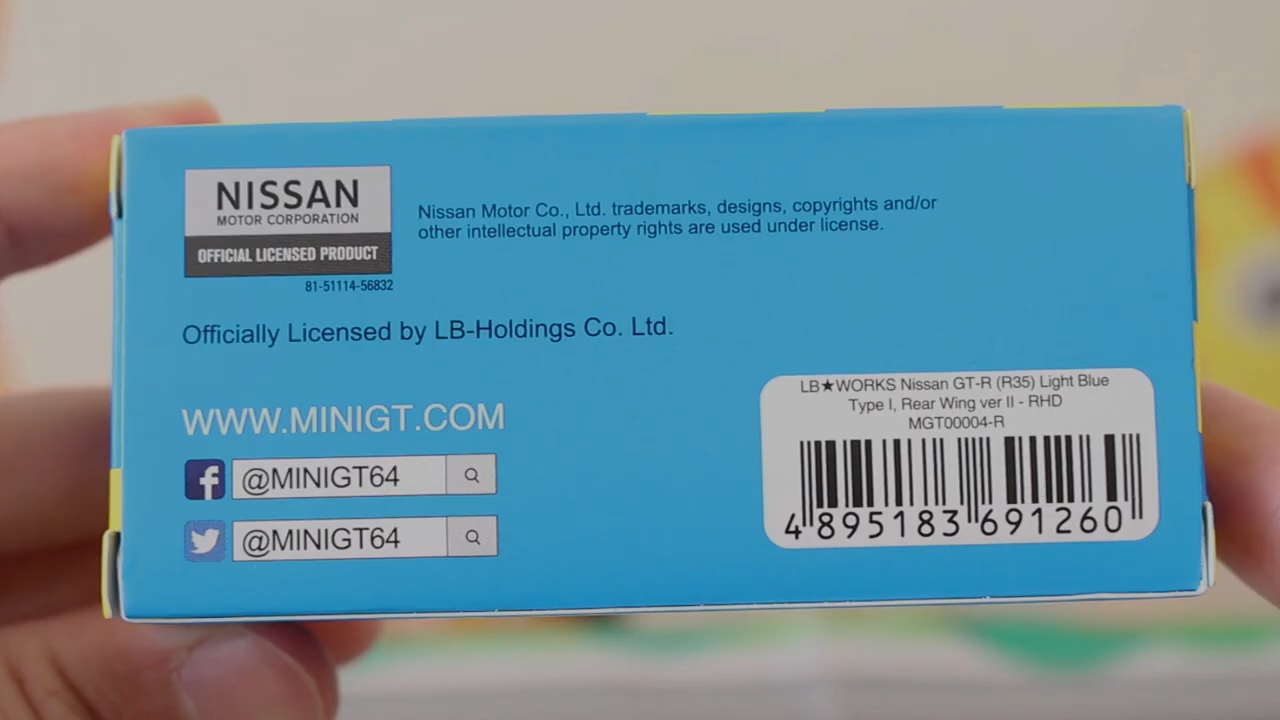 NISSAN
MOTOR CORPORATION
OFFICIAL LICENSED PRODUCT
81-51114-56832
Nissan Motor Co., Ltd. trademarks, designs, copyrights and/or
other intellectual property rights are used under license.
Officially Licensed by LB-Holdings Co. Ltd.
WWW.MINIGT.COM
@MINIGT64
@MINIGT64
LB★WORKS Nissan GT-R (R35) Light Blue
Type I, Rear Wing ver II - RHD
MGT00004-R
4 895183 691260